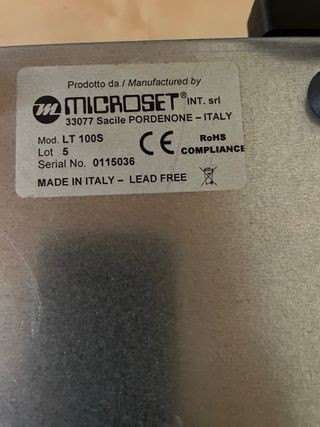 Prodotto da / Manufactured by
MICROSET® INT. srl
33077 Sacile PORDENONE – ITALY
Mod. LT 100S
Lot 5
Serial No. 0115036
CE
RoHS
COMPLIANCE
MADE IN ITALY – LEAD FREE